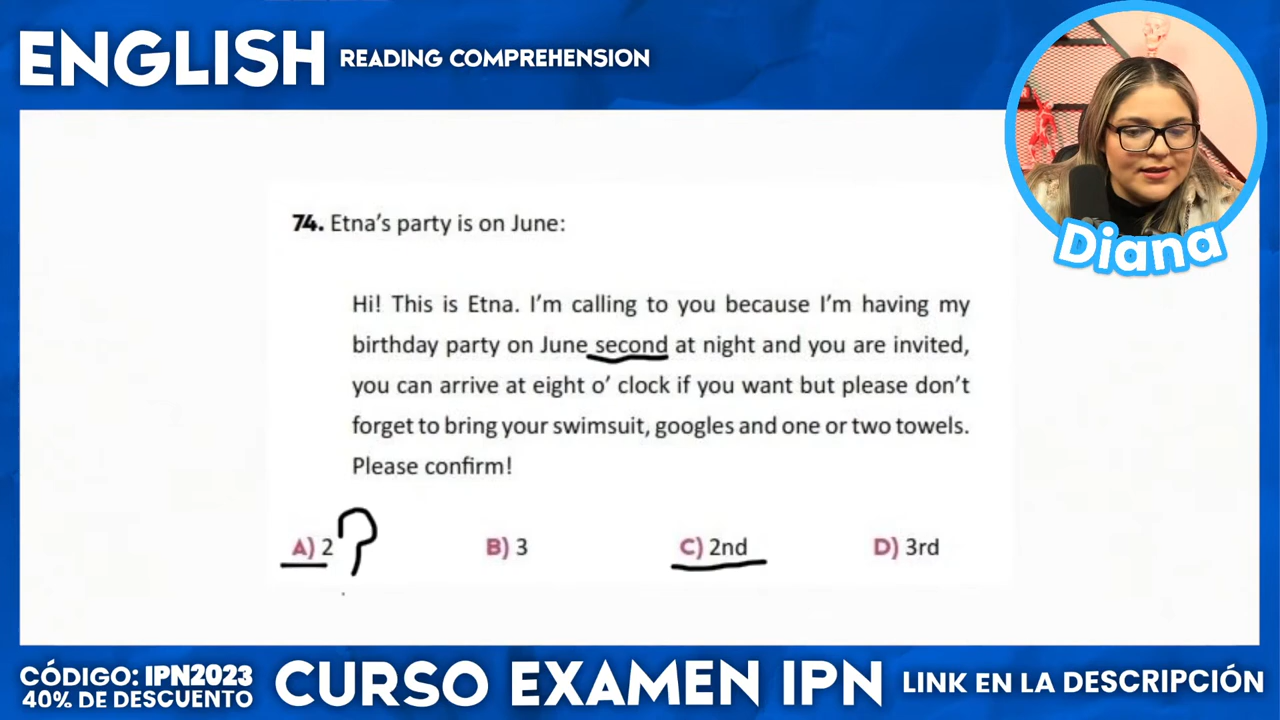 ENGLISH READING COMPREHENSION
Diana
74. Etna's party is on June:
Hi! This is Etna. I'm calling to you because I'm having my
birthday party on June second at night and you are invited,
you can arrive at eight o' clock if you want but please don't
forget to bring your swimsuit, googles and one or two towels.
Please confirm!
A) 2 ? B) 3 C) 2nd D) 3rd
CÓDIGO: IPN2023
40% DE DESCUENTO
CURSO EXAMEN IPN
LINK EN LA DESCRIPCIÓN